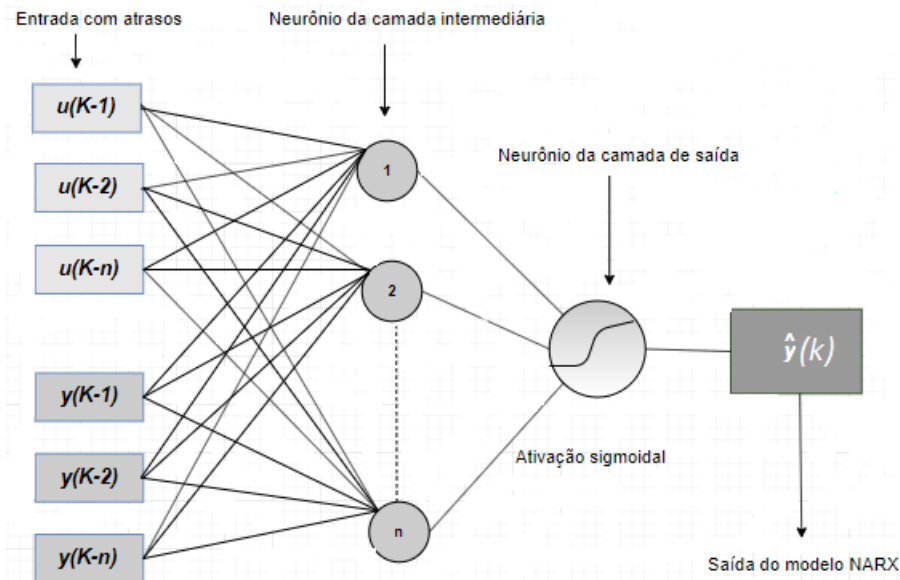 Entrada com atrasos
Neurônio da camada intermediária
u(K-1)
u(K-2)
u(K-n)
y(K-1)
y(K-2)
y(K-n)
1
2
n
Neurônio da camada de saída
Ativação sigmoidal
ŷ(k)
Saída do modelo NARX